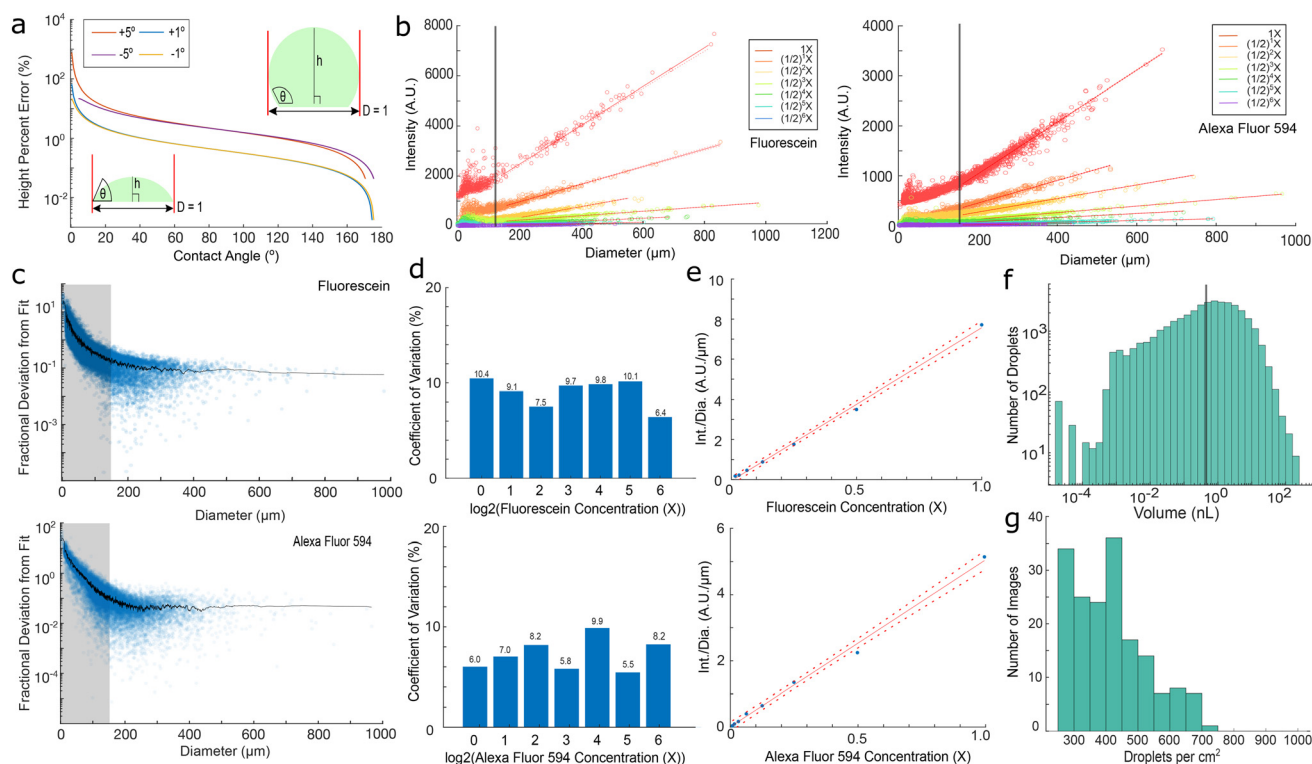 a
10⁴
10²
10⁰
10⁻²
Height Percent Error (%)
+5º
+1º
-5º
-1º
h
θ
D = 1
h
θ
D = 1
0
20
40
60
80
100
120
140
160
180
Contact Angle (º)
b
8000
6000
4000
2000
1000
0
Intensity (A.U.)
1X
(1/2)¹X
(1/2)²X
(1/2)³X
(1/2)⁴X
(1/2)⁵X
(1/2)⁶X
Fluorescein
0
200
400
600
800
1000
1200
Diameter (µm)
4000
3000
2000
1000
500
0
Intensity (A.U.)
1X
(1/2)¹X
(1/2)²X
(1/2)³X
(1/2)⁴X
(1/2)⁵X
(1/2)⁶X
Alexa Fluor 594
0
200
400
600
800
1000
Diameter (µm)
c
Fluorescein
10¹
10⁻¹
10⁻³
Fractional Deviation from Fit
0
200
400
600
800
1000
Diameter (µm)
Alexa Fluor 594
10²
10⁰
10⁻²
10⁻⁴
Fractional Deviation from Fit
0
200
400
600
800
1000
Diameter (µm)
d
20
10
0
Coefficient of Variation (%)
10.4
9.1
7.5
9.7
9.8
10.1
6.4
0 1 2 3 4 5 6
log2(Fluorescein Concentration (X))
20
10
0
Coefficient of Variation (%)
6.0
7.0
8.2
5.8
9.9
5.5
8.2
0 1 2 3 4 5 6
log2(Alexa Fluor 594 Concentration (X))
e
10
8
6
4
2
0
Int./Dia. (A.U./µm)
0
0.5
1.0
Fluorescein Concentration (X)
6
4
2
0
Int./Dia. (A.U./µm)
0
0.5
1.0
Alexa Fluor 594 Concentration (X)
f
10³
10²
10¹
Number of Droplets
10⁻⁴
10⁻²
10⁰
10²
Volume (nL)
g
40
30
20
10
0
Number of Images
300
400
500
600
700
800
900
1000
Droplets per cm²